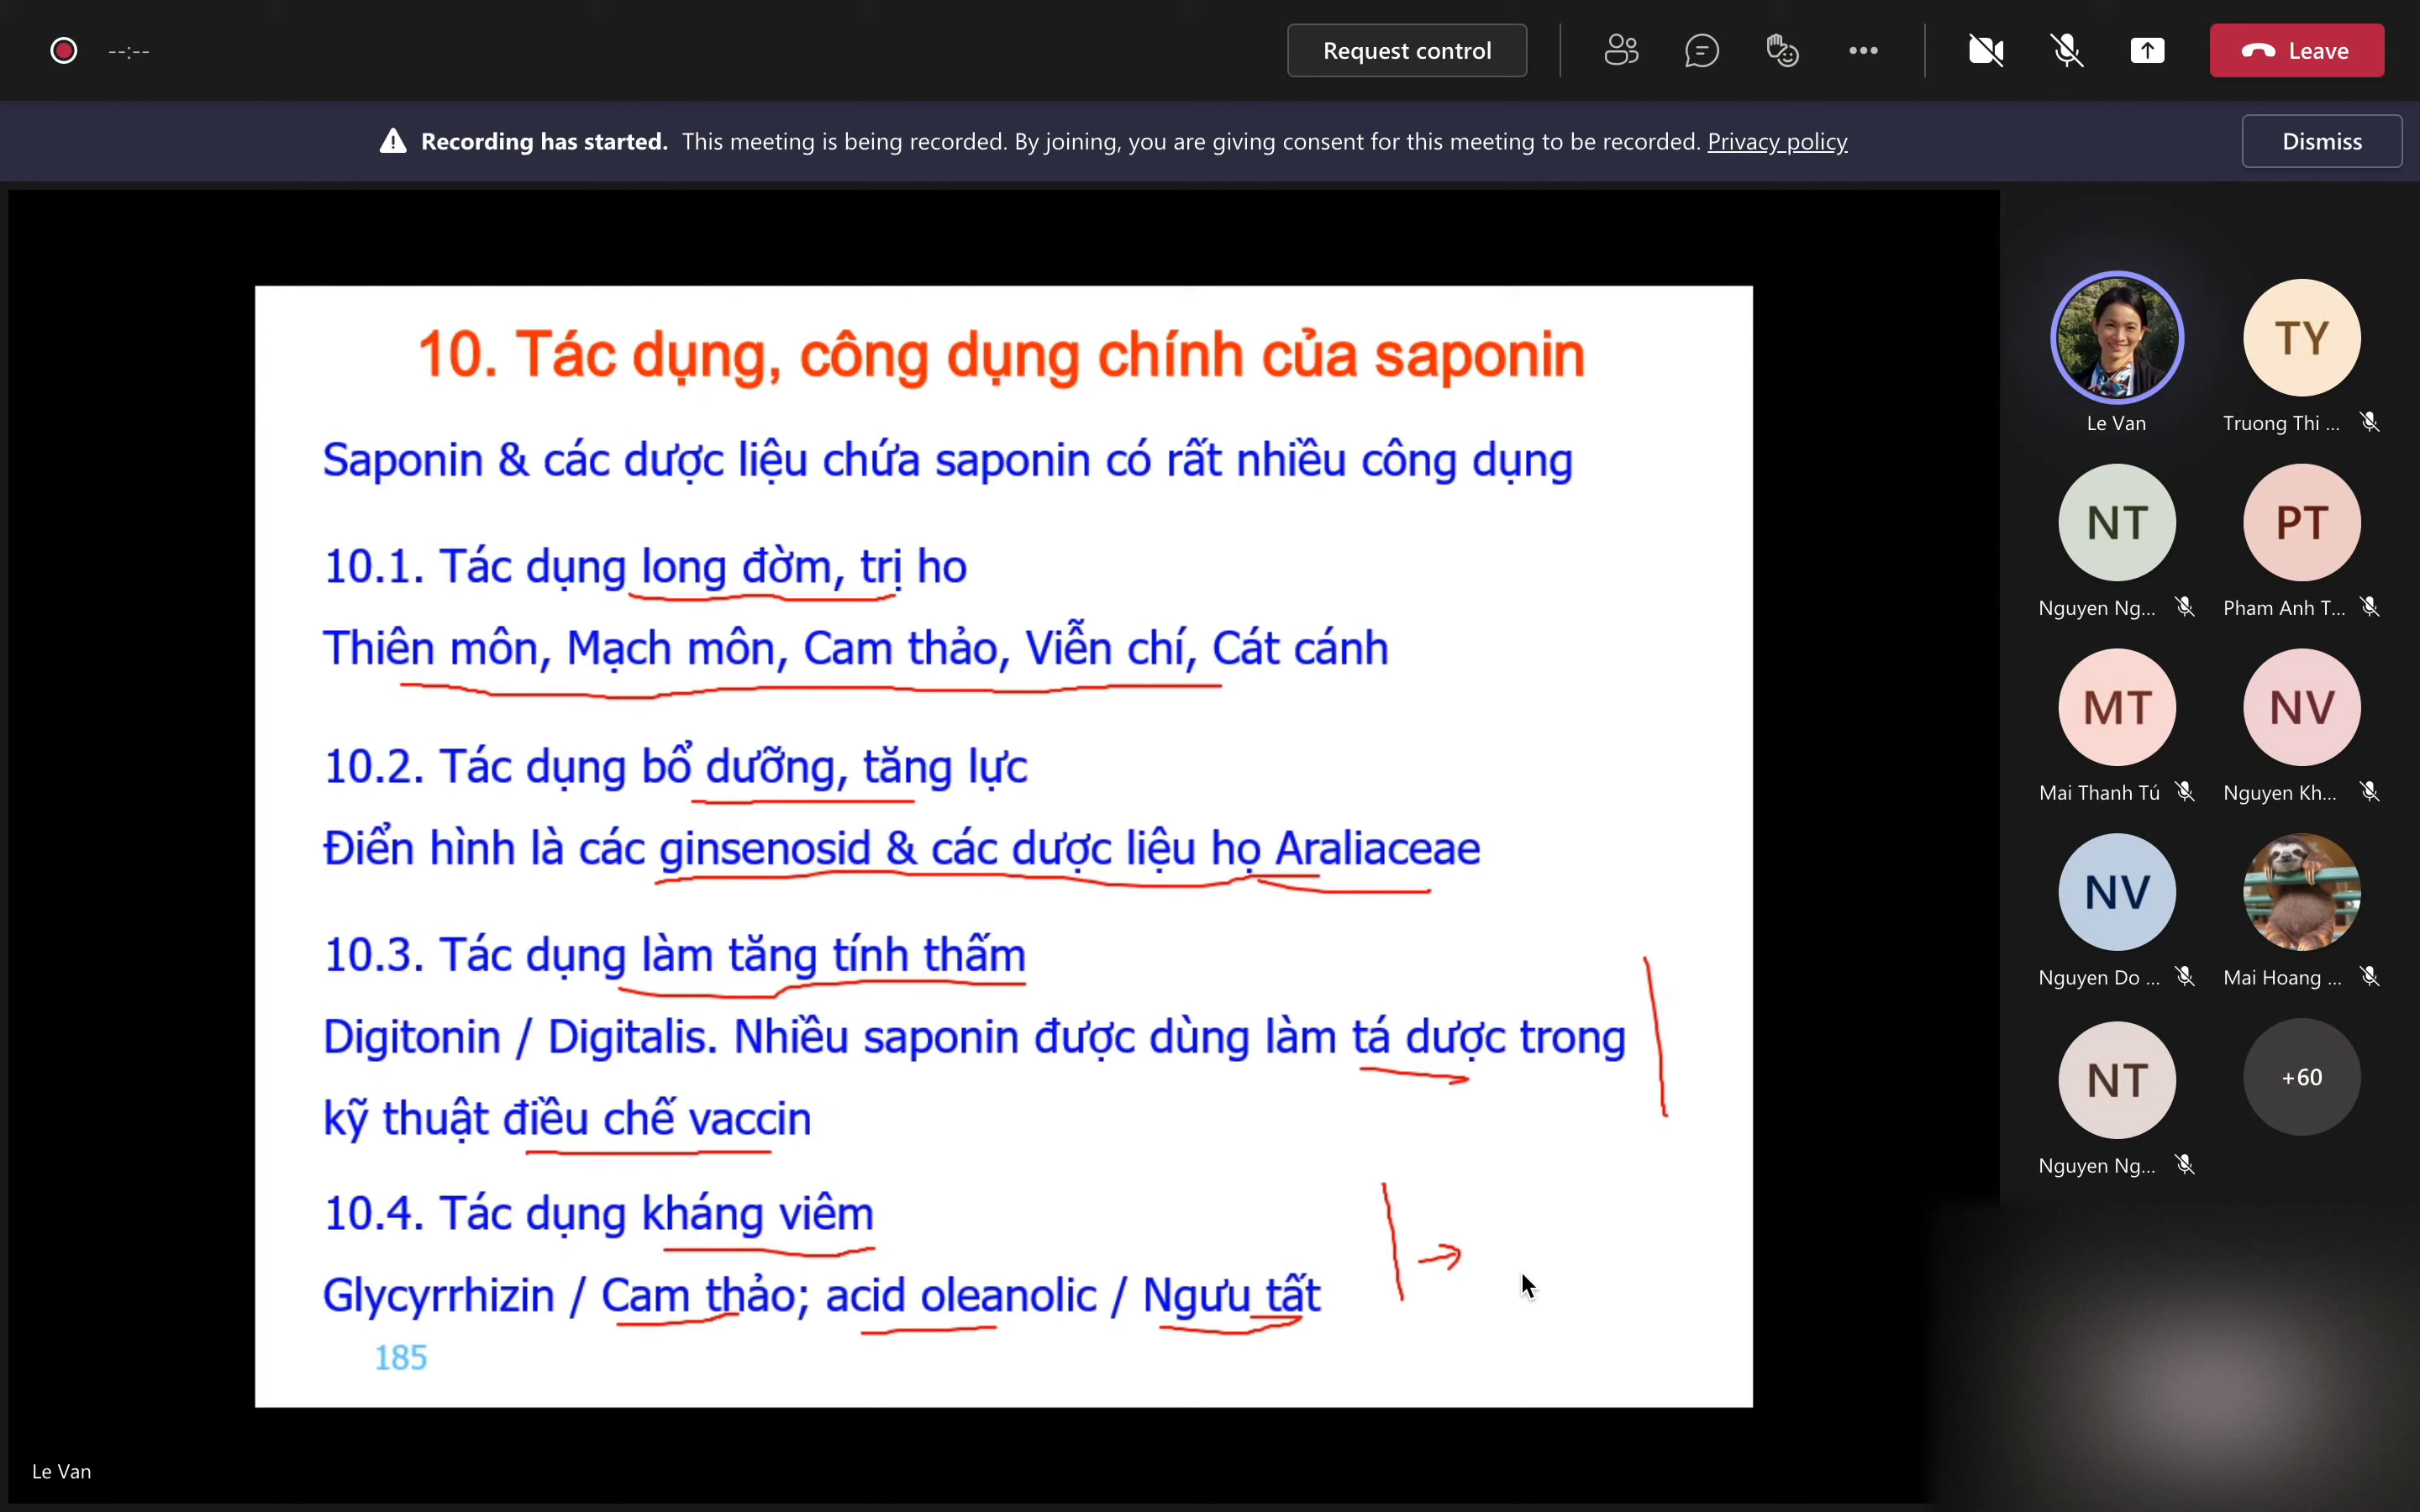 --:--
Request control
Leave
Recording has started. This meeting is being recorded. By joining, you are giving consent for this meeting to be recorded. Privacy policy
Dismiss
10. Tác dụng, công dụng chính của saponin
Saponin & các dược liệu chứa saponin có rất nhiều công dụng
10.1. Tác dụng long đờm, trị ho
Thiên môn, Mạch môn, Cam thảo, Viễn chí, Cát cánh
10.2. Tác dụng bổ dưỡng, tăng lực
Điển hình là các ginsenosid & các dược liệu họ Araliaceae
10.3. Tác dụng làm tăng tính thấm
Digitonin / Digitalis. Nhiều saponin được dùng làm tá dược trong
kỹ thuật điều chế vaccin
10.4. Tác dụng kháng viêm
Glycyrrhizin / Cam thảo; acid oleanolic / Ngưu tất
185
Le Van
TY
Le Van
Truong Thi ...
NT
PT
Nguyen Ng...
Pham Anh T...
MT
NV
Mai Thanh Tú
Nguyen Kh...
NV
Nguyen Do ...
Mai Hoang ...
NT
+60
Nguyen Ng...